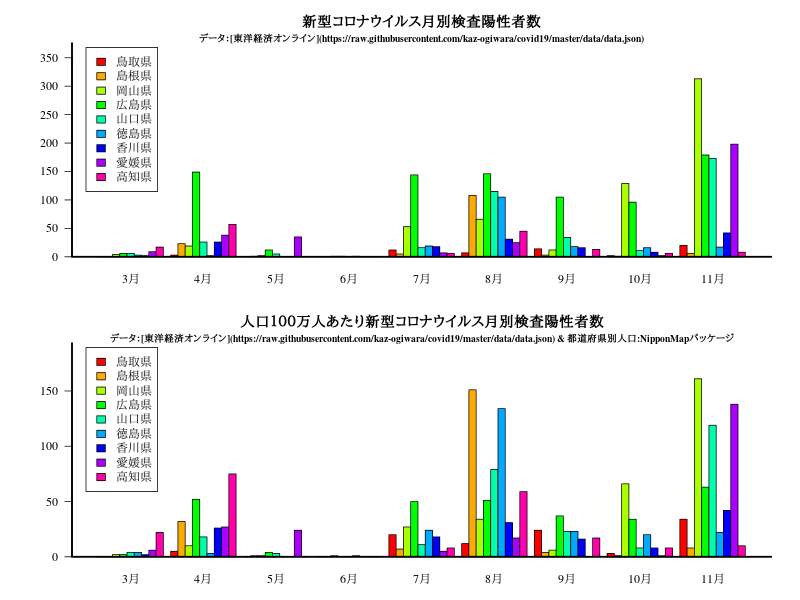 新型コロナウイルス月別検査陽性者数
データ:[東洋経済オンライン](https://raw.githubusercontent.com/kaz-ogiwara/covid19/master/data/data.json)
鳥取県
島根県
岡山県
広島県
山口県
徳島県
香川県
愛媛県
高知県
350
300
250
200
150
100
50
0
3月 4月 5月 6月 7月 8月 9月 10月 11月
人口100万人あたり新型コロナウイルス月別検査陽性者数
データ:[東洋経済オンライン](https://raw.githubusercontent.com/kaz-ogiwara/covid19/master/data/data.json) & 都道府県別人口:NipponMapパッケージ
鳥取県
島根県
岡山県
広島県
山口県
徳島県
香川県
愛媛県
高知県
150
100
50
0
3月 4月 5月 6月 7月 8月 9月 10月 11月